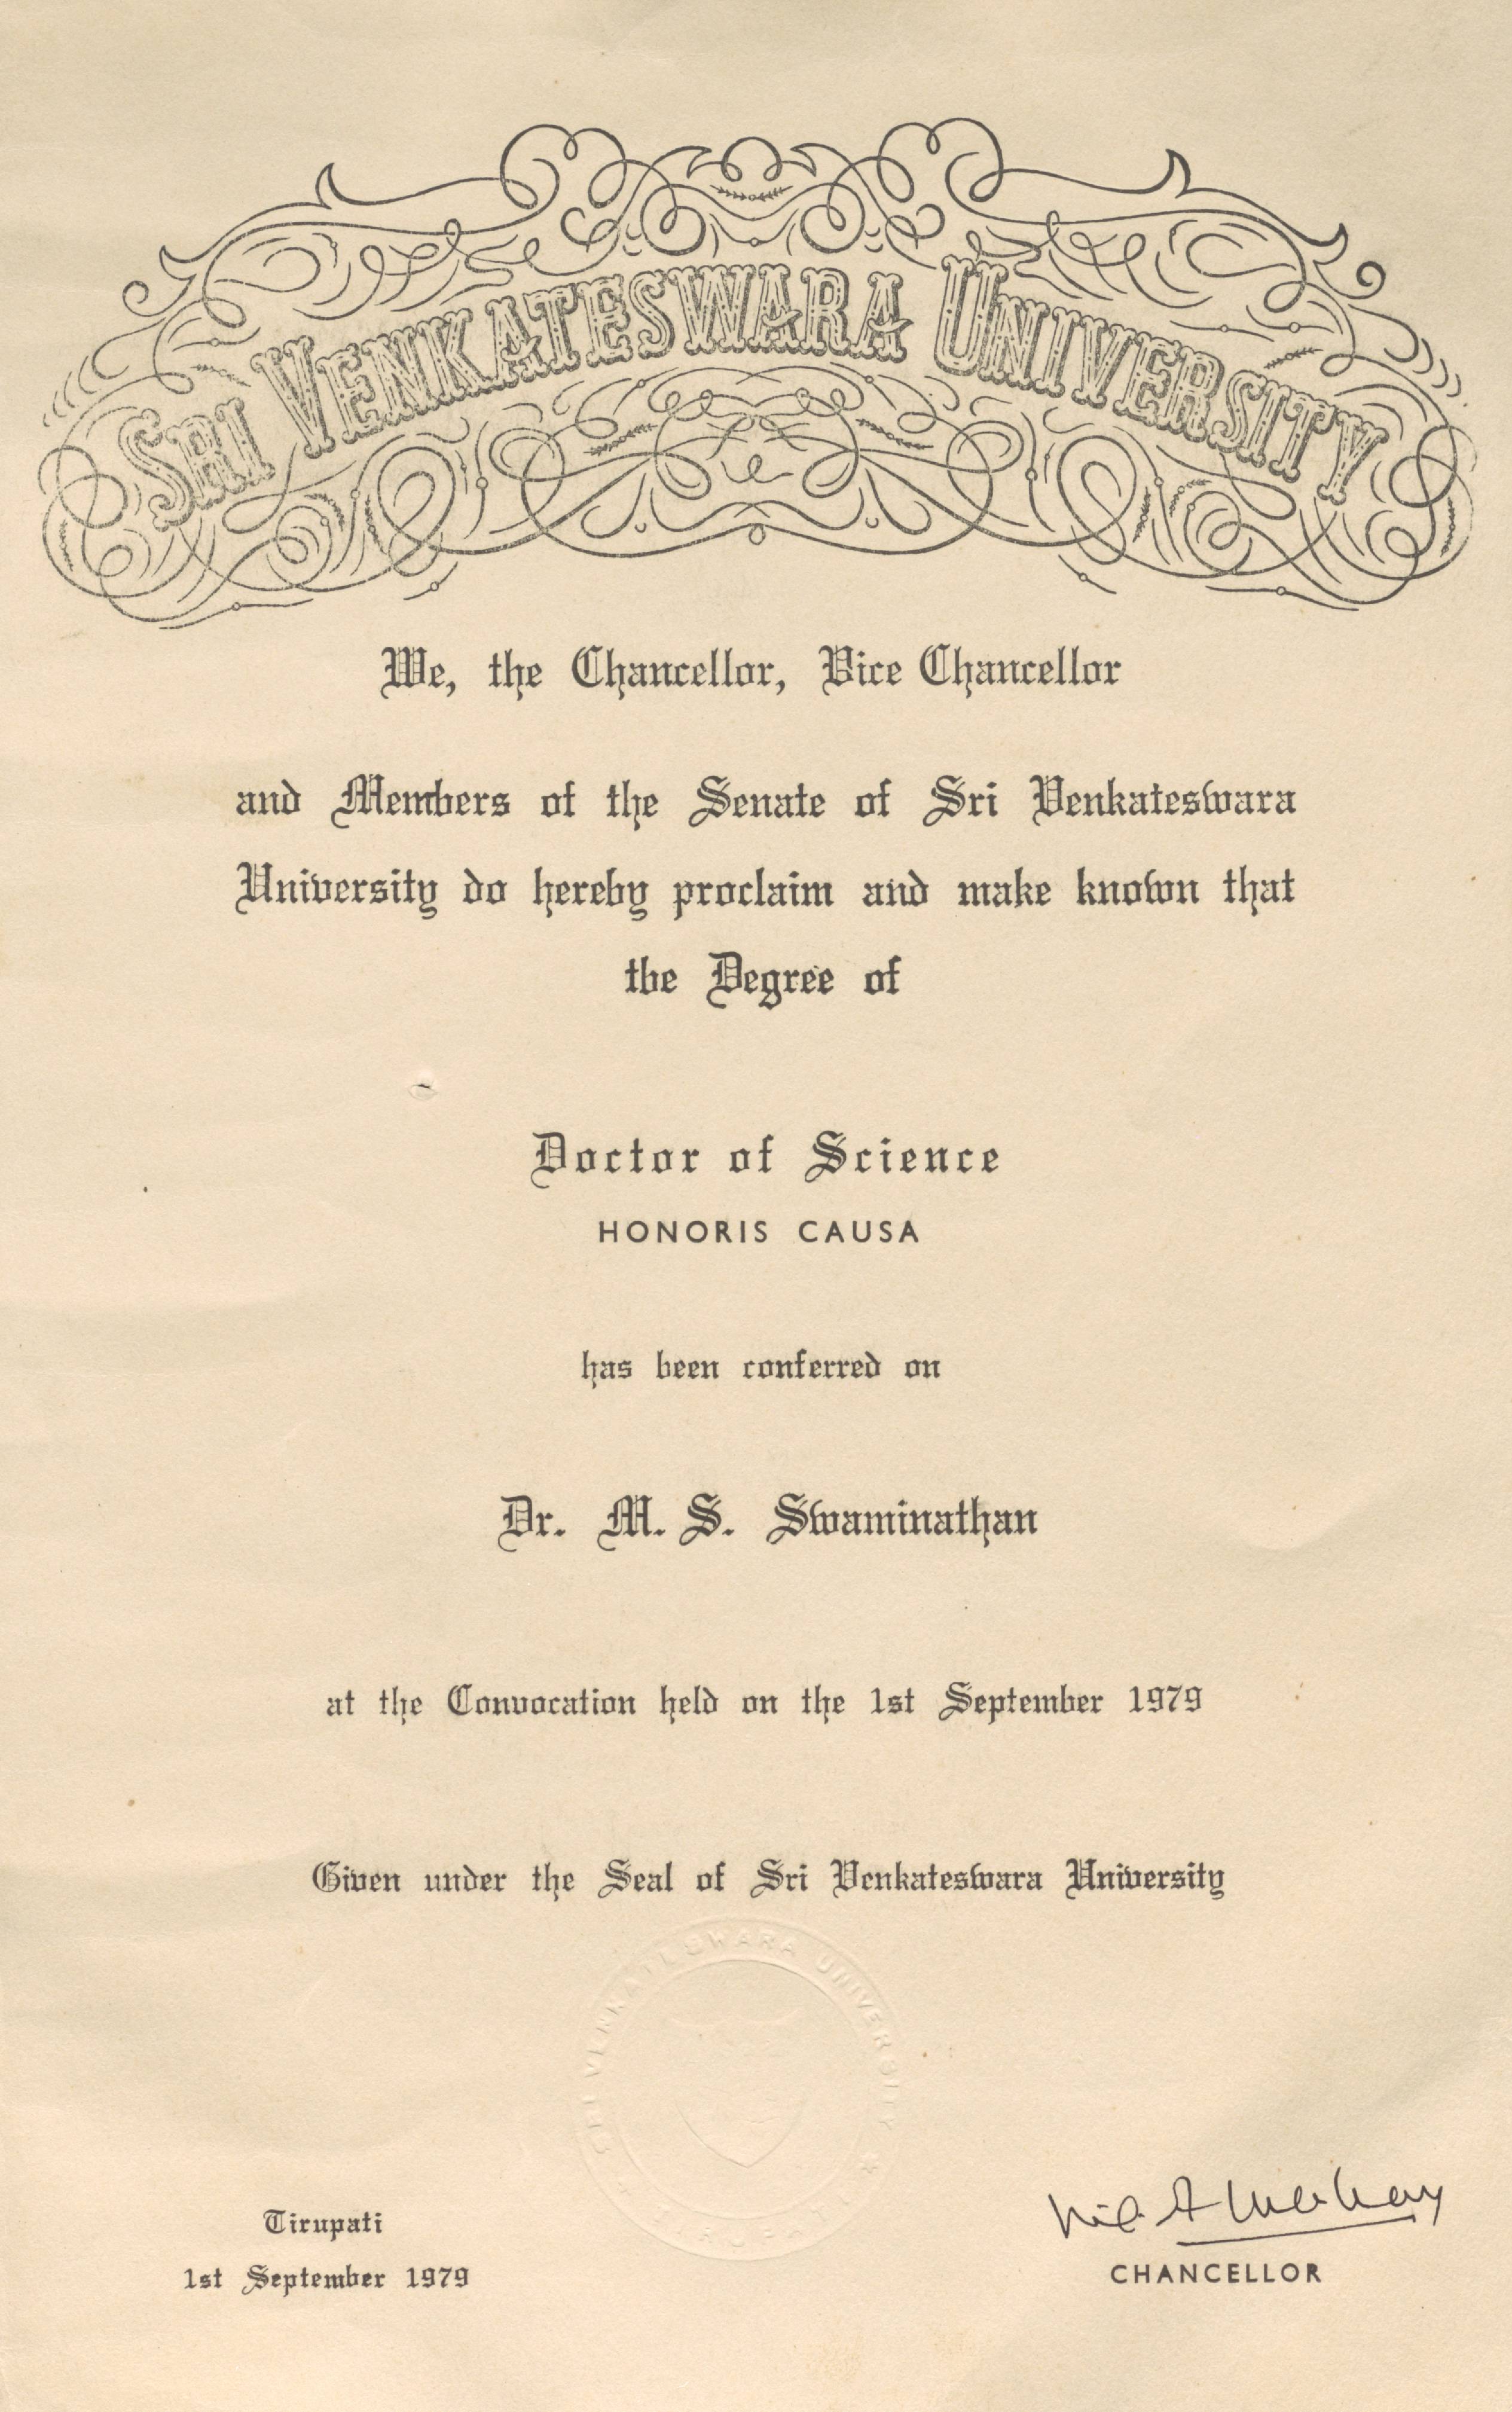 SRI VENKATESWARA UNIVERSITY
We, the Chancellor, Vice Chancellor
and Members of the Senate of Sri Venkateswara
University do hereby proclaim and make known that
the Degree of
Doctor of Science
HONORIS CAUSA
has been conferred on
Dr. M. S. Swaminathan
at the Convocation held on the 1st September 1979
Given under the Seal of Sri Venkateswara University
SRI VENKATESWARA UNIVERSITY
Tirupati
1st September 1979
CHANCELLOR